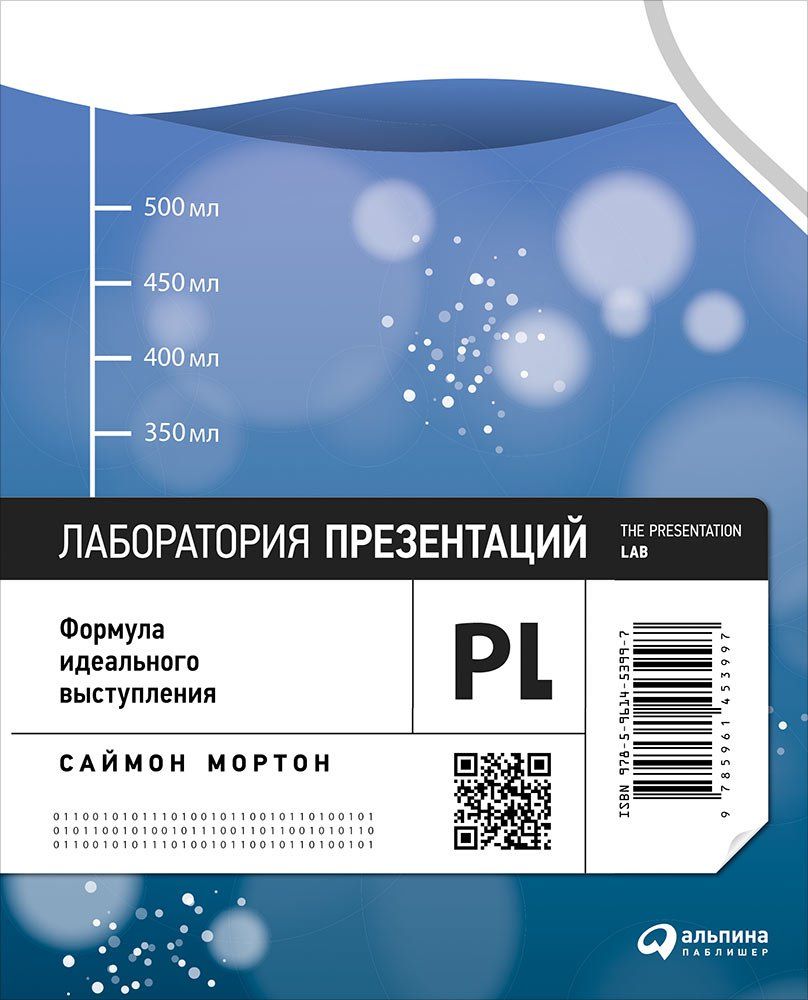 500 мл
450 мл
400 мл
350 мл
ЛАБОРАТОРИЯ ПРЕЗЕНТАЦИЙ
THE PRESENTATION
LAB
Формула
идеального
выступления
PL
САЙМОН МОРТОН
01100101011101001011001011010010​1
01011001010010111001101100101011​0
01100101011101001011001011010010​1
ISBN 978-5-9614-5399-7
9 785961 453997
альпина
ПАБЛИШЕР